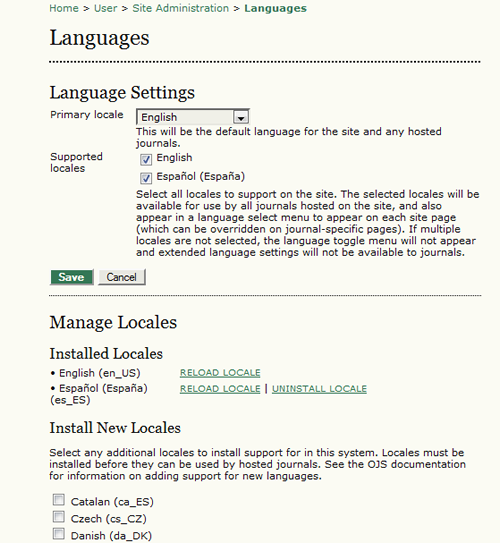 Home > User > Site Administration > Languages
Languages
Language Settings
Primary locale English
This will be the default language for the site and any hosted
journals.
Supported locales
English
Español (España)
Select all locales to support on the site. The selected locales will be
available for use by all journals hosted on the site, and also
appear in a language select menu to appear on each site page
(which can be overridden on journal-specific pages). If multiple
locales are not selected, the language toggle menu will not appear
and extended language settings will not be available to journals.
Save Cancel
Manage Locales
Installed Locales
• English (en_US) RELOAD LOCALE
• Español (España) RELOAD LOCALE | UNINSTALL LOCALE
(es_ES)
Install New Locales
Select any additional locales to install support for in this system. Locales must be
installed before they can be used by hosted journals. See the OJS documentation
for information on adding support for new languages.
Catalan (ca_ES)
Czech (cs_CZ)
Danish (da_DK)